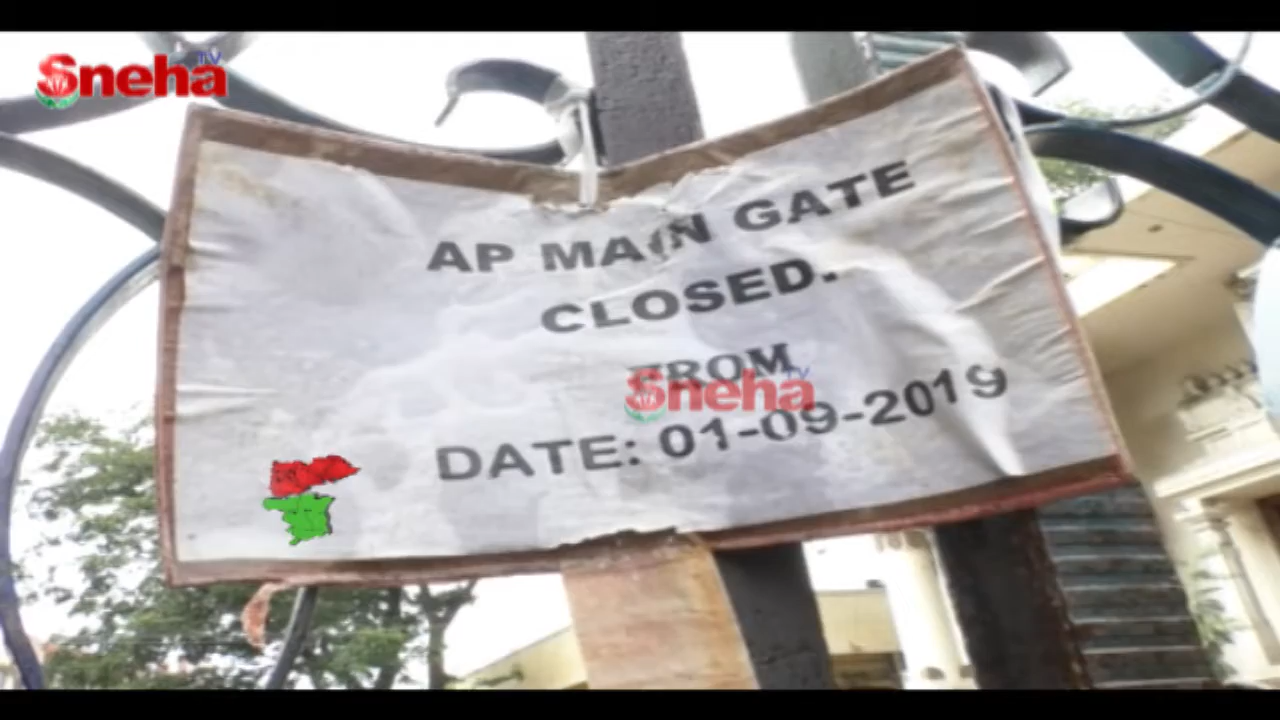 Sneha TV
AP MAIN GATE
CLOSED.
FROM
Sneha TV
DATE: 01-09-2019